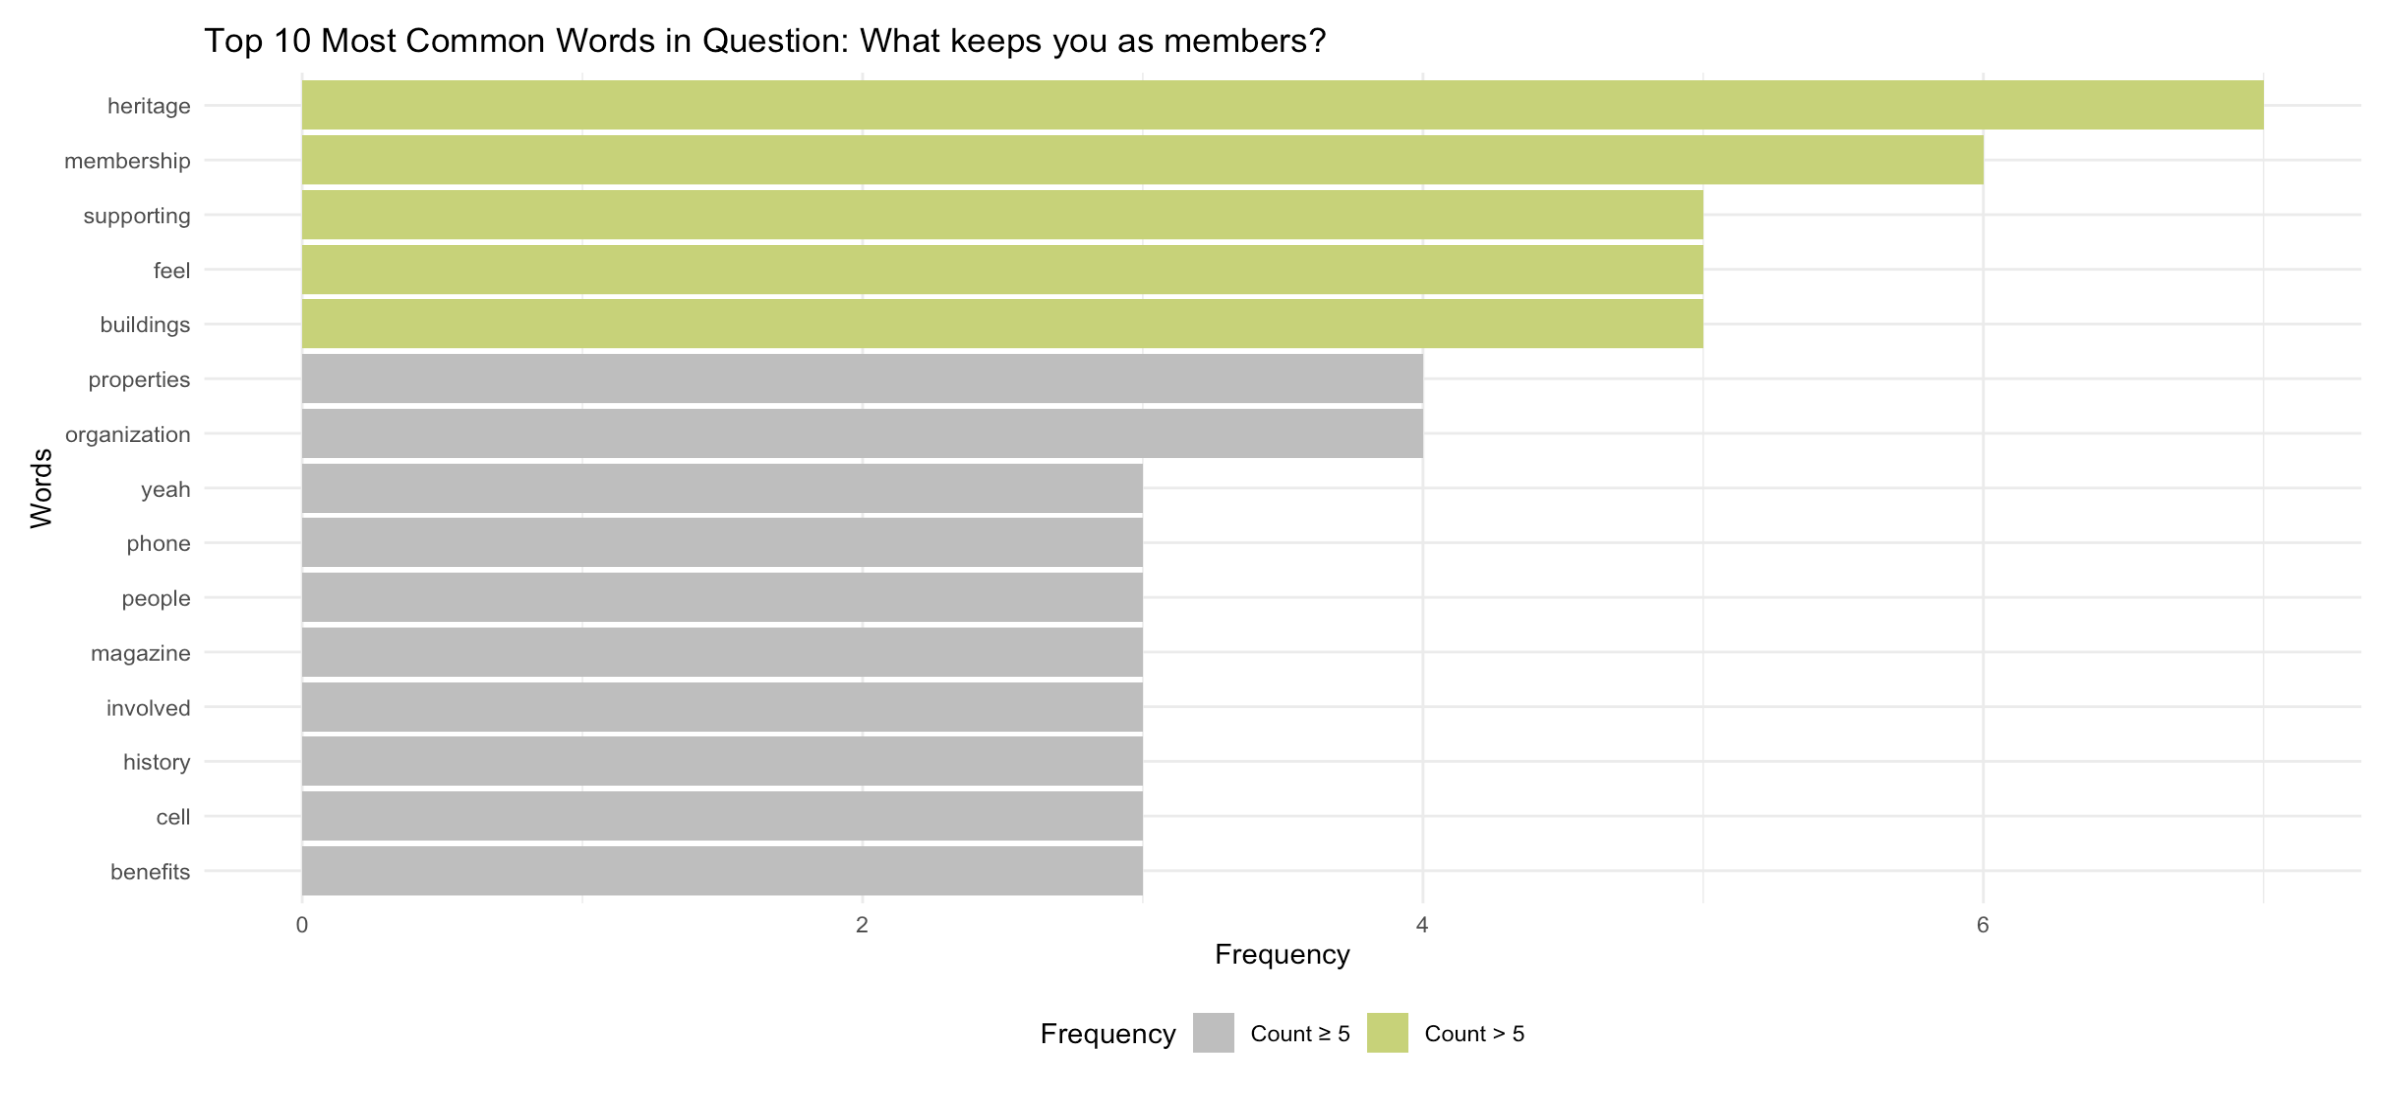 Top 10 Most Common Words in Question: What keeps you as members?
heritage
membership
supporting
feel
buildings
properties
organization
yeah
phone
people
magazine
involved
history
cell
benefits
Words
0 2 4 6
Frequency
Frequency Count ≥ 5 Count > 5